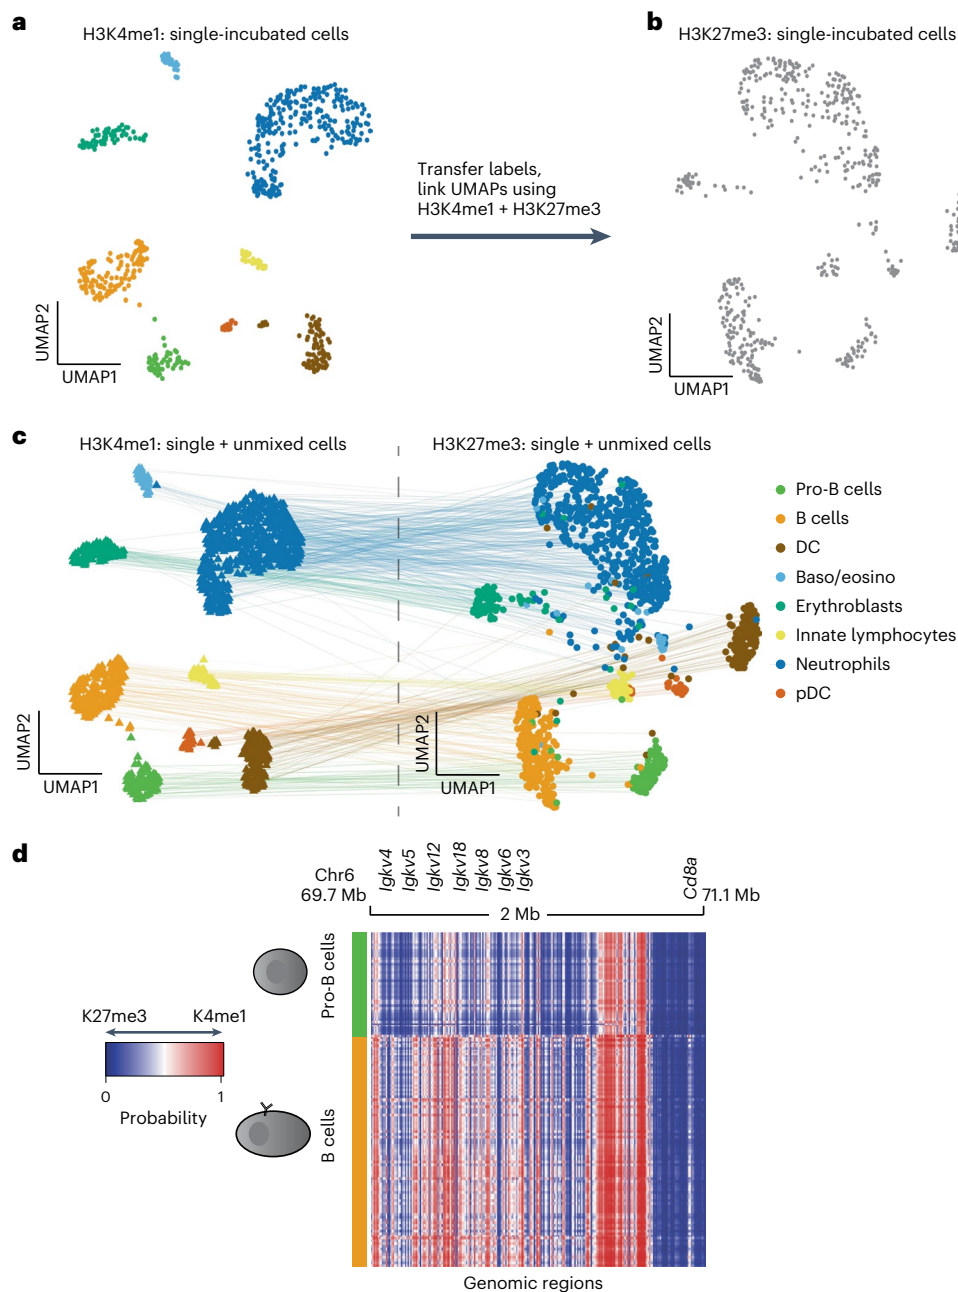 a
H3K4me1: single-incubated cells
UMAP2
UMAP1
Transfer labels,
link UMAPs using
H3K4me1 + H3K27me3
b
H3K27me3: single-incubated cells
UMAP2
UMAP1
c
H3K4me1: single + unmixed cells
H3K27me3: single + unmixed cells
UMAP2
UMAP1
UMAP2
UMAP1
Pro-B cells
B cells
DC
Baso/eosino
Erythroblasts
Innate lymphocytes
Neutrophils
pDC
d
Chr6
69.7 Mb
Igkv4
Igkv5
Igkv12
Igkv18
Igkv8
Igkv6
Igkv3
Cd8a
71.1 Mb
2 Mb
Pro-B cells
B cells
K27me3
K4me1
0
1
Probability
Genomic regions